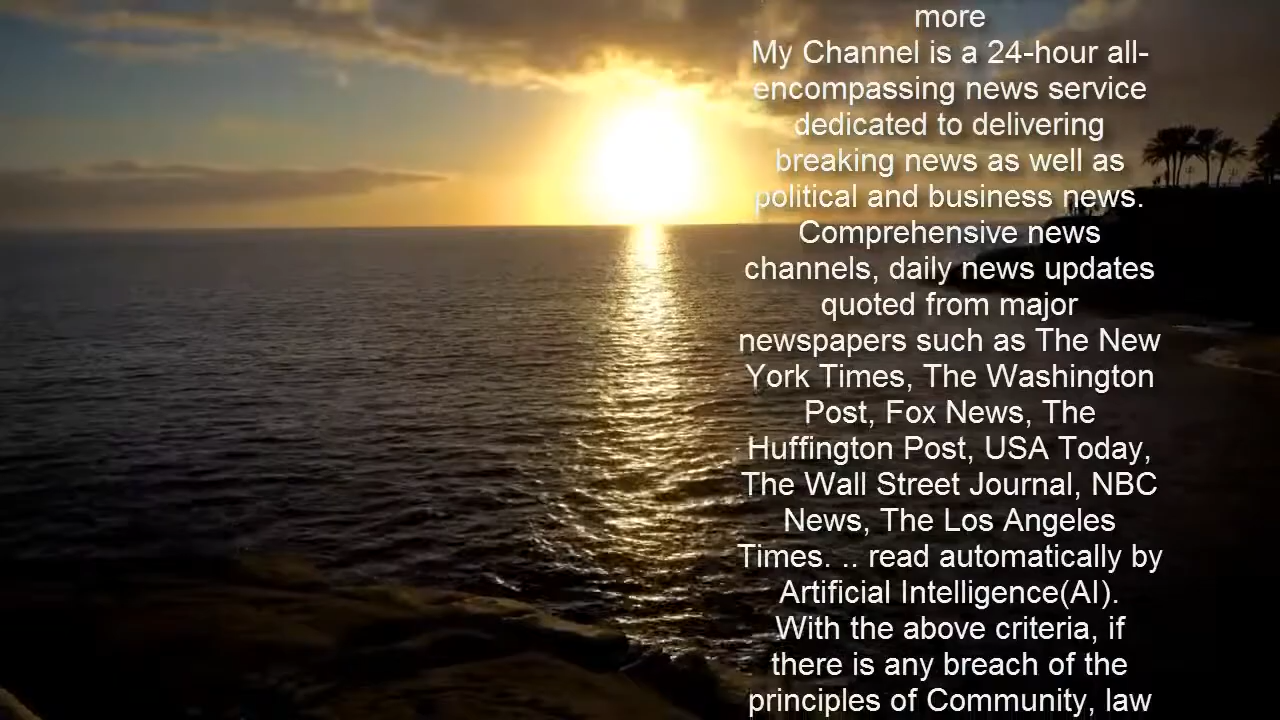 more
My Channel is a 24-hour all-
encompassing news service
dedicated to delivering
breaking news as well as
political and business news.
Comprehensive news
channels, daily news updates
quoted from major
newspapers such as The New
York Times, The Washington
Post, Fox News, The
Huffington Post, USA Today,
The Wall Street Journal, NBC
News, The Los Angeles
Times. .. read automatically by
Artificial Intelligence(AI).
With the above criteria, if
there is any breach of the
principles of Community, law